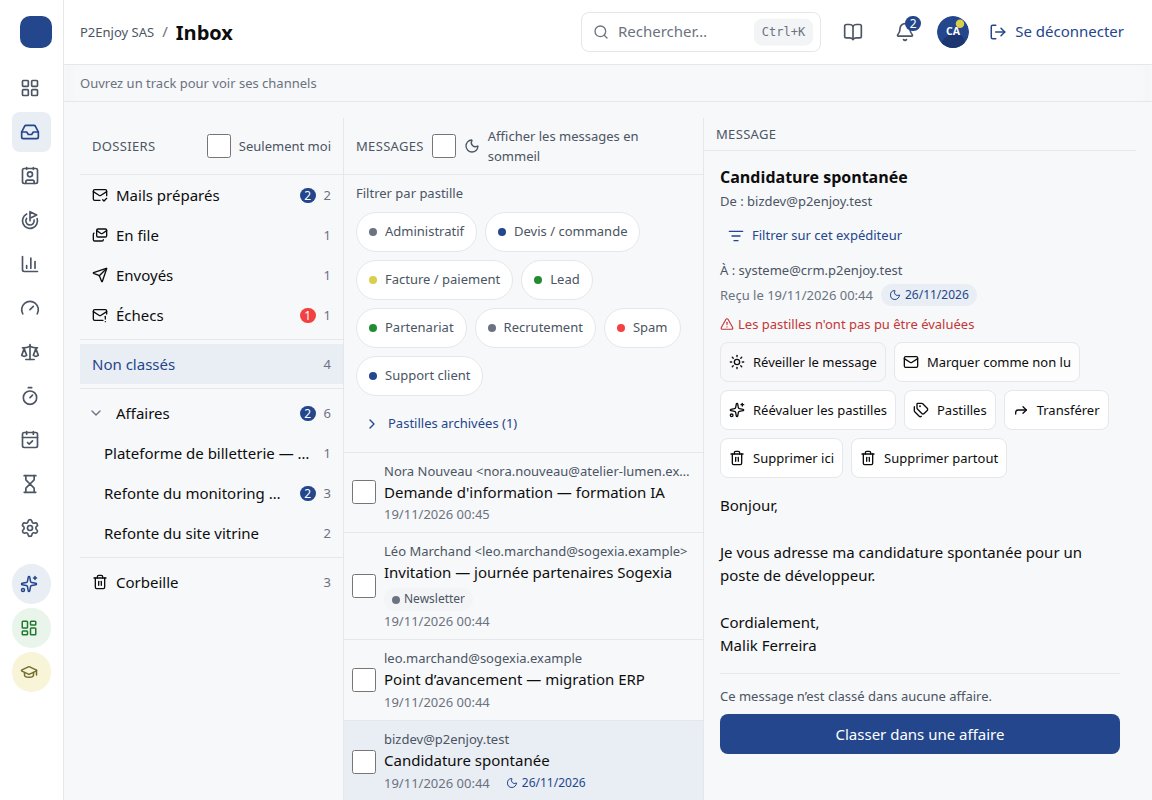 P2Enjoy SAS / Inbox
Rechercher... Ctrl+K
2
CA
Se déconnecter
Ouvrez un track pour voir ses channels
DOSSIERS
Seulement moi
Mails préparés 2 2
En file 1
Envoyés 1
Échecs 1 1
Non classés 4
Affaires 2 6
Plateforme de billetterie — ... 1
Refonte du monitoring ... 2 3
Refonte du site vitrine 2
Corbeille 3
MESSAGES
Afficher les messages en
sommeil
Filtrer par pastille
Administratif Devis / commande
Facture / paiement Lead
Partenariat Recrutement Spam
Support client
Pastilles archivées (1)
Nora Nouveau <nora.nouveau@atelier-lumen.ex...
Demande d'information — formation IA
19/11/2026 00:45
Léo Marchand <leo.marchand@sogexia.example>
Invitation — journée partenaires Sogexia
Newsletter
19/11/2026 00:44
leo.marchand@sogexia.example
Point d’avancement — migration ERP
19/11/2026 00:44
bizdev@p2enjoy.test
Candidature spontanée
19/11/2026 00:44 26/11/2026
MESSAGE
Candidature spontanée
De : bizdev@p2enjoy.test
Filtrer sur cet expéditeur
À : systeme@crm.p2enjoy.test
Reçu le 19/11/2026 00:44 26/11/2026
Les pastilles n'ont pas pu être évaluées
Réveiller le message Marquer comme non lu
Réévaluer les pastilles Pastilles Transférer
Supprimer ici Supprimer partout
Bonjour,
Je vous adresse ma candidature spontanée pour un
poste de développeur.
Cordialement,
Malik Ferreira
Ce message n’est classé dans aucune affaire.
Classer dans une affaire